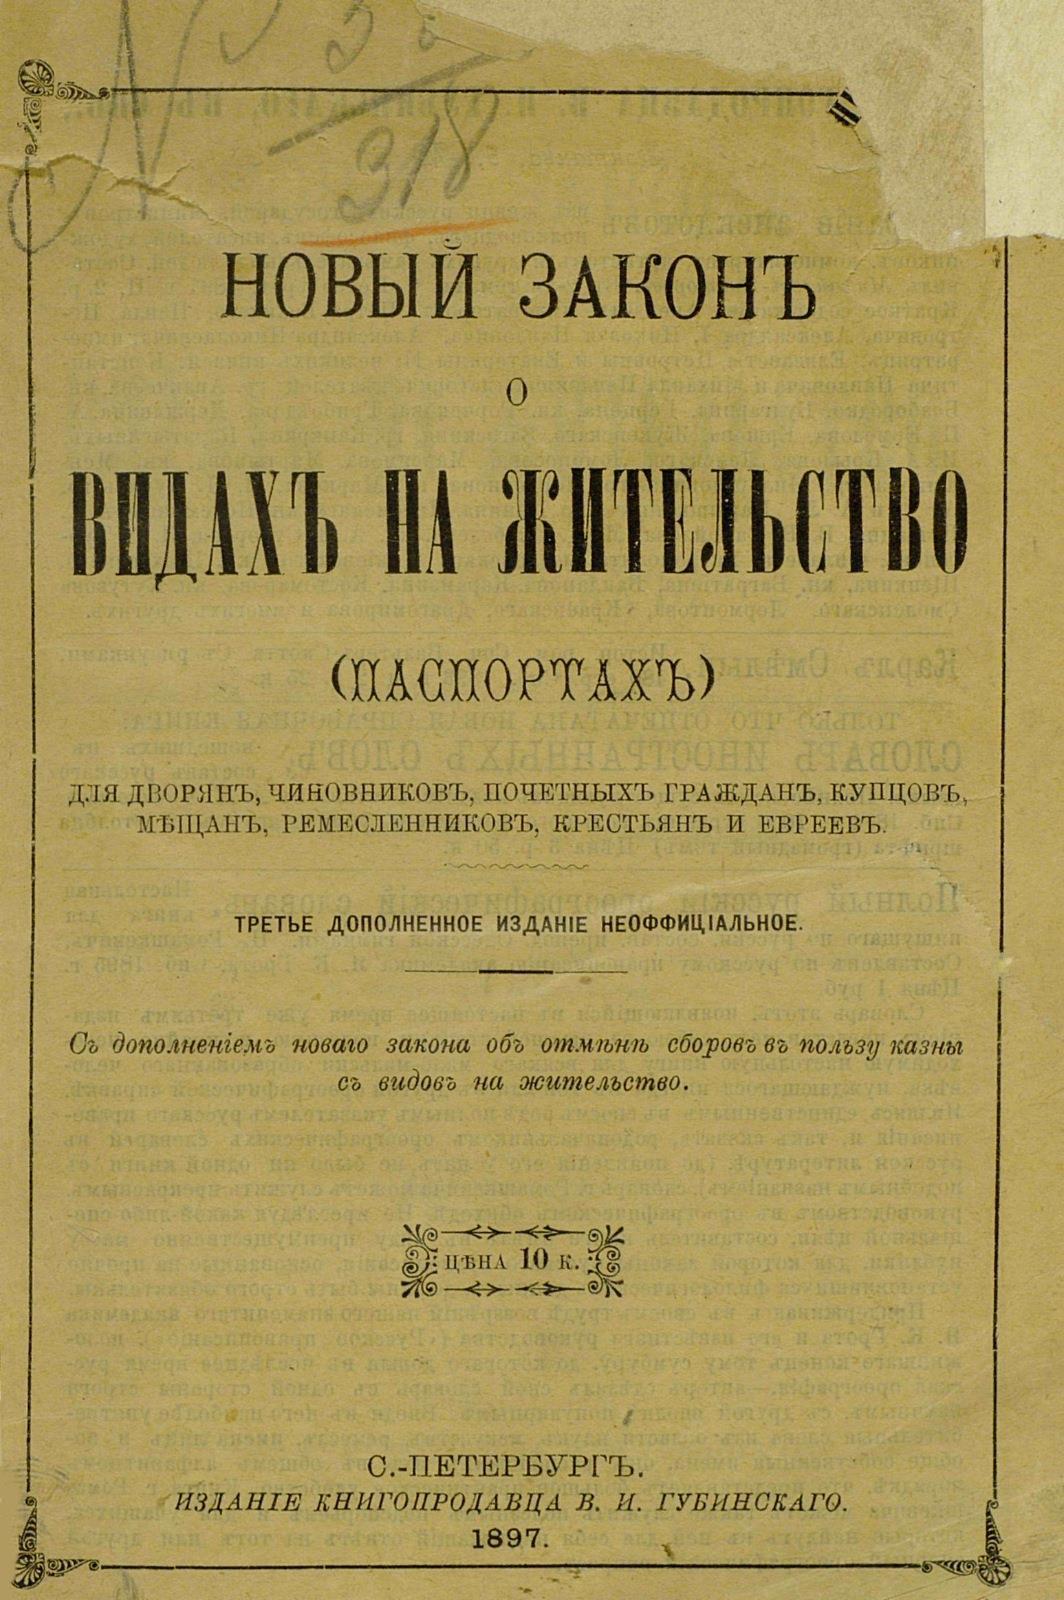 3
318
НОВЫЙ ЗАКОНЪ
О
ВИДАХЪ НА ЖИТЕЛЬСТВО
(ПАСПОРТАХЪ)
ДЛЯ ДВОРЯНЪ, ЧИНОВНИКОВЪ, ПОЧЕТНЫХЪ ГРАЖДАНЪ, КУПЦОВЪ,
МѢЩАНЪ, РЕМЕСЛЕННИКОВЪ, КРЕСТЬЯНЪ И ЕВРЕЕВЪ.
ТРЕТЬЕ ДОПОЛНЕННОЕ ИЗДАНІЕ НЕОФФИЦІАЛЬНОЕ.
Съ дополненіемъ новаго закона объ отмѣнѣ сборовъ въ пользу казны
съ видовъ на жительство.
ЦѢНА 10 К.
С.-ПЕТЕРБУРГЪ.
ИЗДАНІЕ КНИГОПРОДАВЦА В. И. ГУБИНСКАГО.
1897.